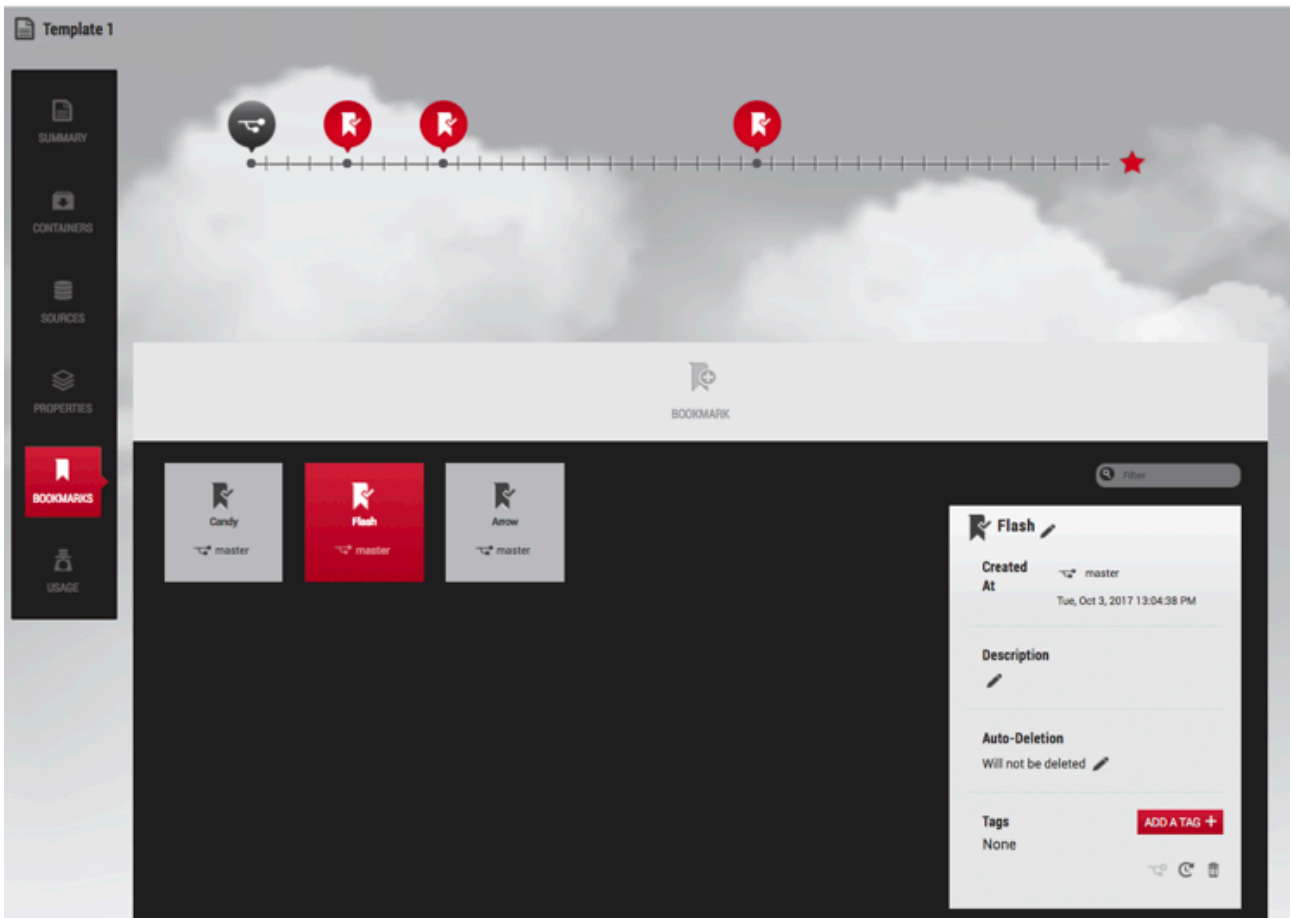 Template 1
SUMMARY
CONTAINERS
SOURCES
PROPERTIES
BOOKMARKS
USAGE
BOOKMARK
Candy
master
Flash
master
Arrow
master
Filter
Flash
Created
At
master
Tue, Oct 3, 2017 13:04:38 PM
Description
Auto-Deletion
Will not be deleted
Tags
ADD A TAG +
None